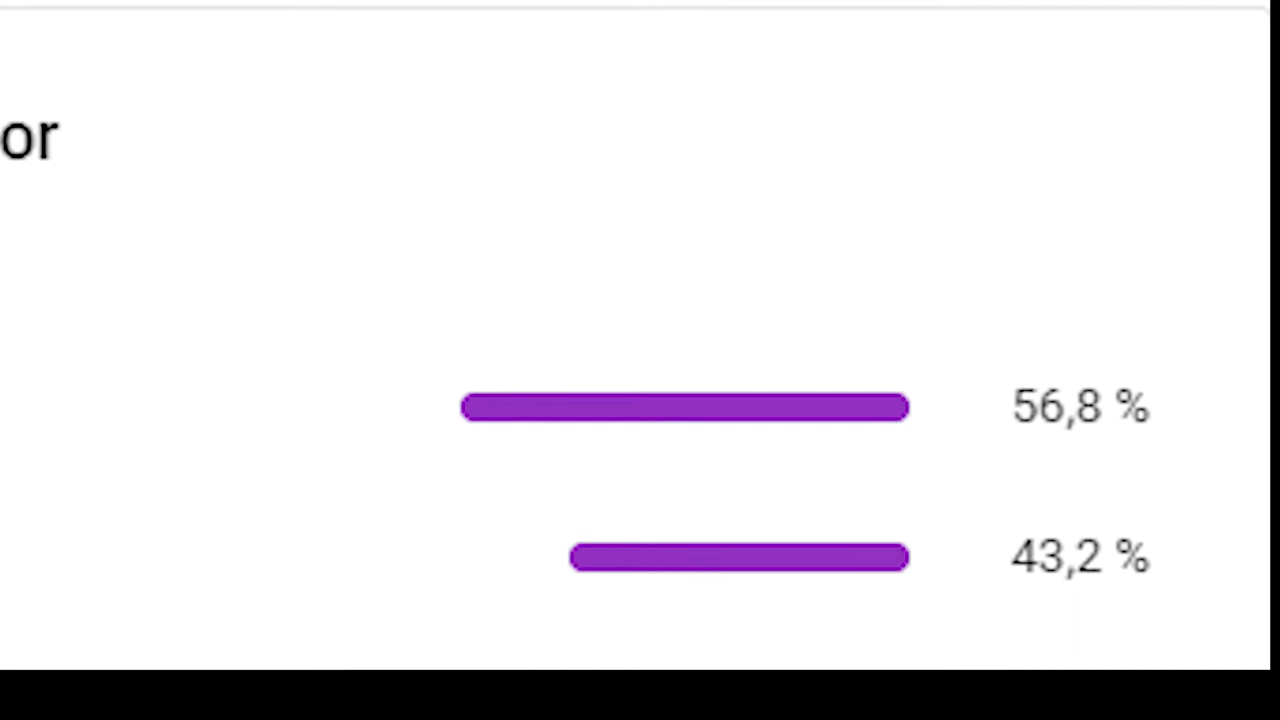 or
56,8 %
43,2 %